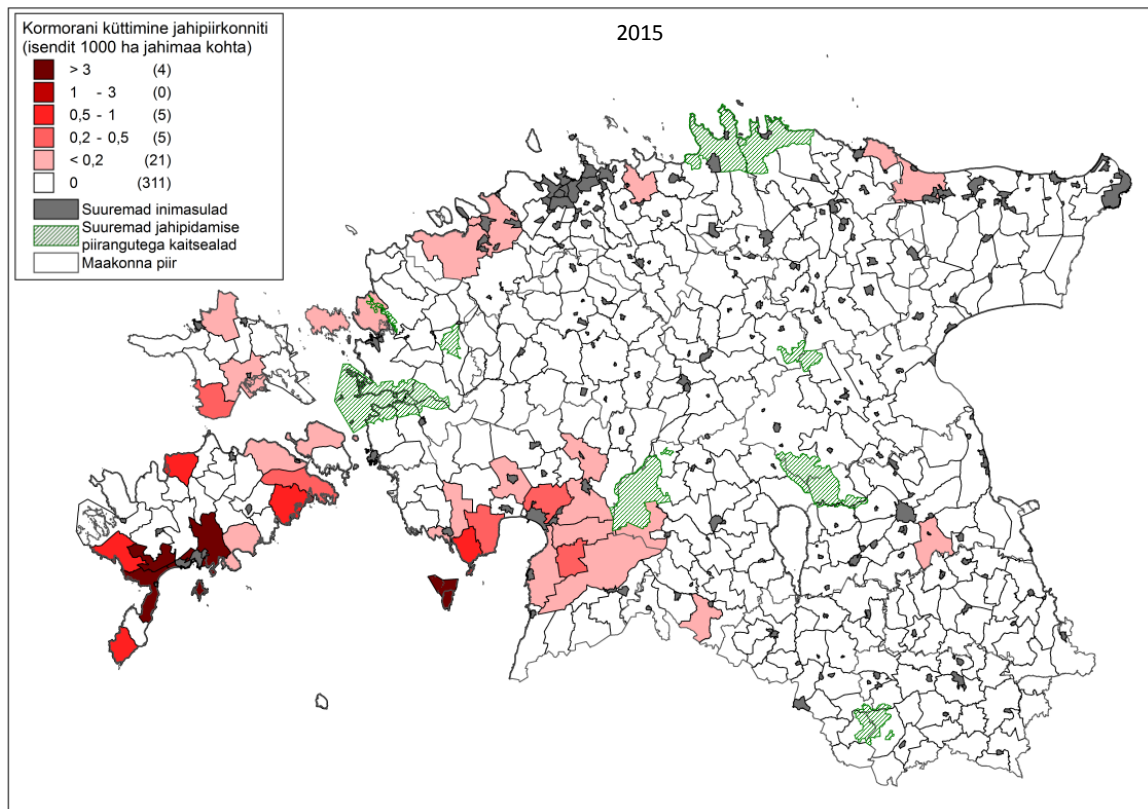 Kormorani küttimine jahipiirkonniti
(isendit 1000 ha jahimaa kohta)
> 3 (4)
1 - 3 (0)
0,5 - 1 (5)
0,2 - 0,5 (5)
< 0,2 (21)
0 (311)
Suuremad inimasulad
Suuremad jahipidamise
piirangutega kaitsealad
Maakonna piir
2015